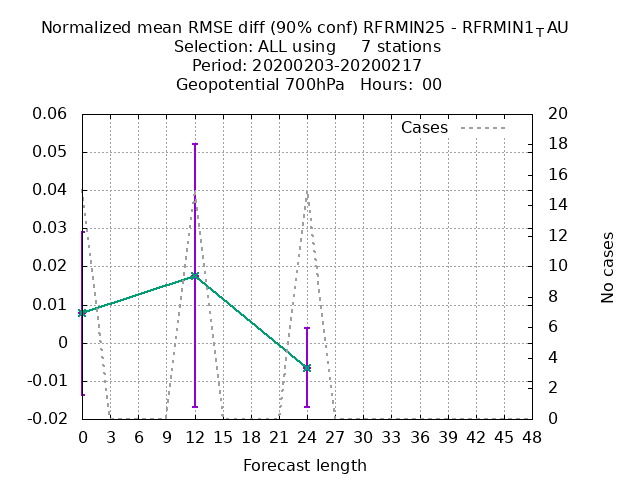 Normalized mean RMSE diff (90% conf) RFRMIN25 - RFRMIN1_TAU
Selection: ALL using 7 stations
Period: 20200203-20200217
Geopotential 700hPa Hours: 00
Cases
0.06
0.05
0.04
0.03
0.02
0.01
0
-0.01
-0.02
20
18
16
14
12
10
8
6
4
2
0
No cases
0 3 6 9 12 15 18 21 24 27 30 33 36 39 42 45 48
Forecast length